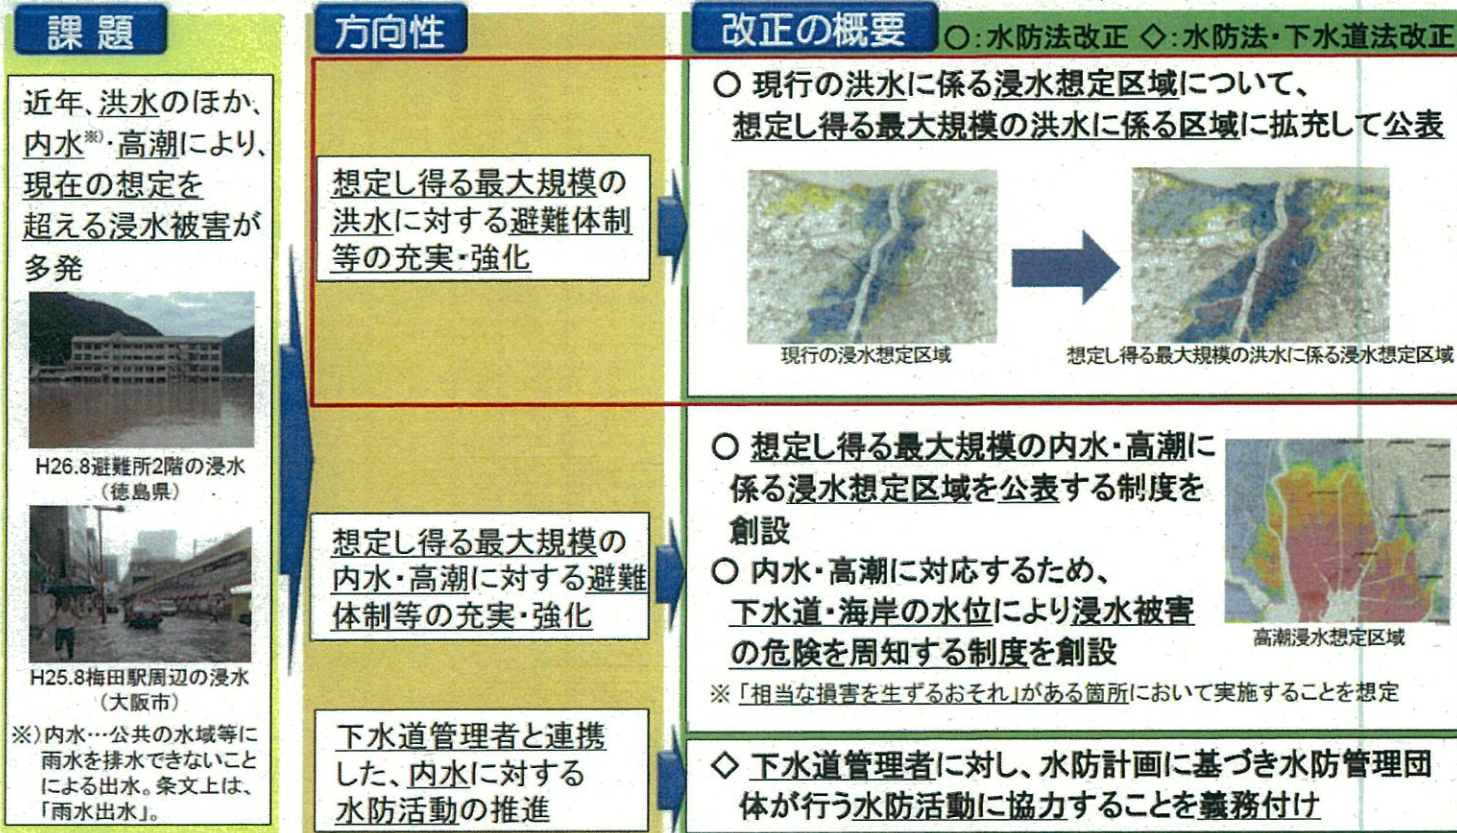 課題
近年、洪水のほか、
内水※)・高潮により、
現在の想定を
超える浸水被害が
多発
H26.8避難所2階の浸水
（徳島県）
H25.8梅田駅周辺の浸水
（大阪市）
※)内水…公共の水域等に
雨水を排水できないこと
による出水。条文上は、
「雨水出水」。
方向性
想定し得る最大規模の
洪水に対する避難体制
等の充実・強化
想定し得る最大規模の
内水・高潮に対する避難
体制等の充実・強化
下水道管理者と連携
した、内水に対する
水防活動の推進
改正の概要
○：水防法改正 ◇：水防法・下水道法改正
○ 現行の洪水に係る浸水想定区域について、
想定し得る最大規模の洪水に係る区域に拡充して公表
現行の浸水想定区域
想定し得る最大規模の洪水に係る浸水想定区域
○ 想定し得る最大規模の内水・高潮に
係る浸水想定区域を公表する制度を
創設
○ 内水・高潮に対応するため、
下水道・海岸の水位により浸水被害
の危険を周知する制度を創設
高潮浸水想定区域
※ 「相当な損害を生ずるおそれ」がある箇所において実施することを想定
◇ 下水道管理者に対し、水防計画に基づき水防管理団
体が行う水防活動に協力することを義務付け